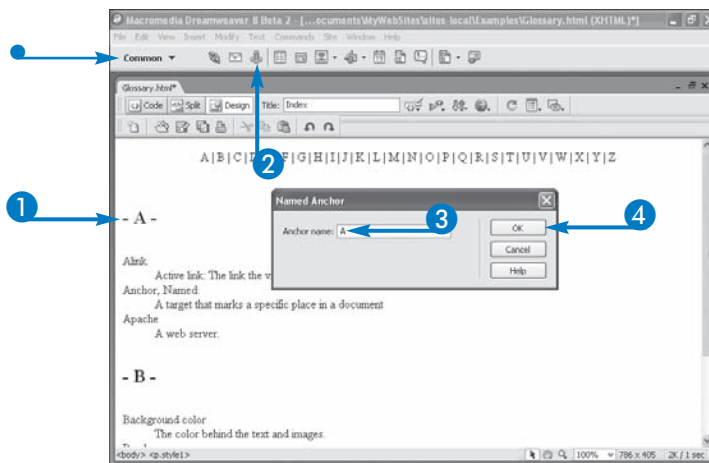 Macromedia Dreamweaver 8 Beta 2 - [...ocuments\MyWebSites\sites-local\Examples\Glossary.html (XHTML)*]
File Edit View Insert Modify Text Commands Site Window Help
Common
Glossary.html*
Code Split Design Title: Index
2
A|B|C|D F|G|H|I|J|K|L|M|N|O|P|Q|R|S|T|U|V|W|X|Y|Z
1
- A -
Named Anchor
Anchor name: A
3
OK
4
Cancel
Help
Alink
Active link: The link the v
Anchor, Named
A target that marks a specific place in a document
Apache
A web server.
- B -
Background color
The color behind the text and images.
<body> <p.style1>
100% 786 x 405 2K / 1 sec